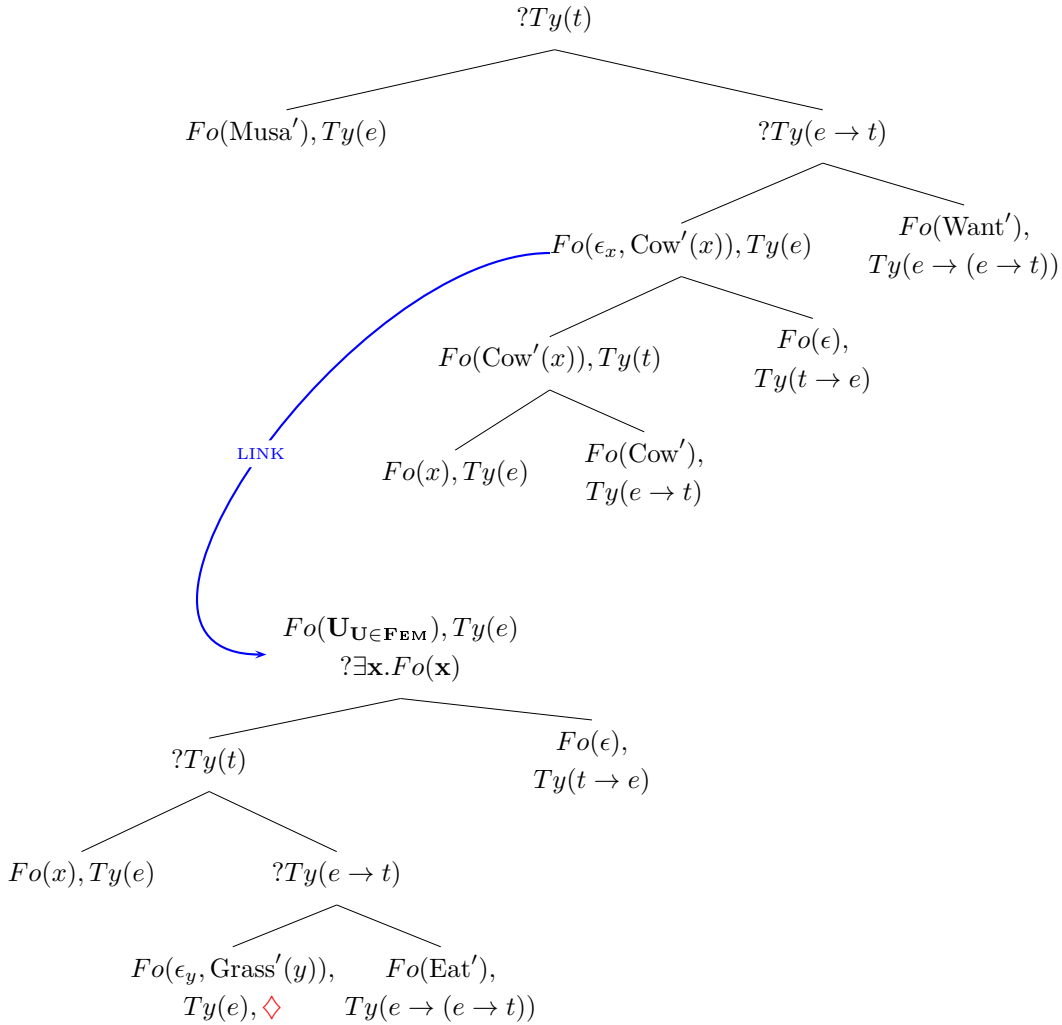 ?Ty(t)
Fo(Musa′), Ty(e)
?Ty(e → t)
Fo(ϵₓ, Cow′(x)), Ty(e)
Fo(Want′),
Ty(e → (e → t))
Fo(Cow′(x)), Ty(t)
Fo(ϵ),
Ty(t → e)
LINK
Fo(x), Ty(e)
Fo(Cow′),
Ty(e → t)
Fo(U_{U∈FEM}), Ty(e)
?∃x.Fo(x)
?Ty(t)
Fo(ϵ),
Ty(t → e)
Fo(x), Ty(e)
?Ty(e → t)
Fo(ϵ_y, Grass′(y)),
Ty(e), ♢
Fo(Eat′),
Ty(e → (e → t))